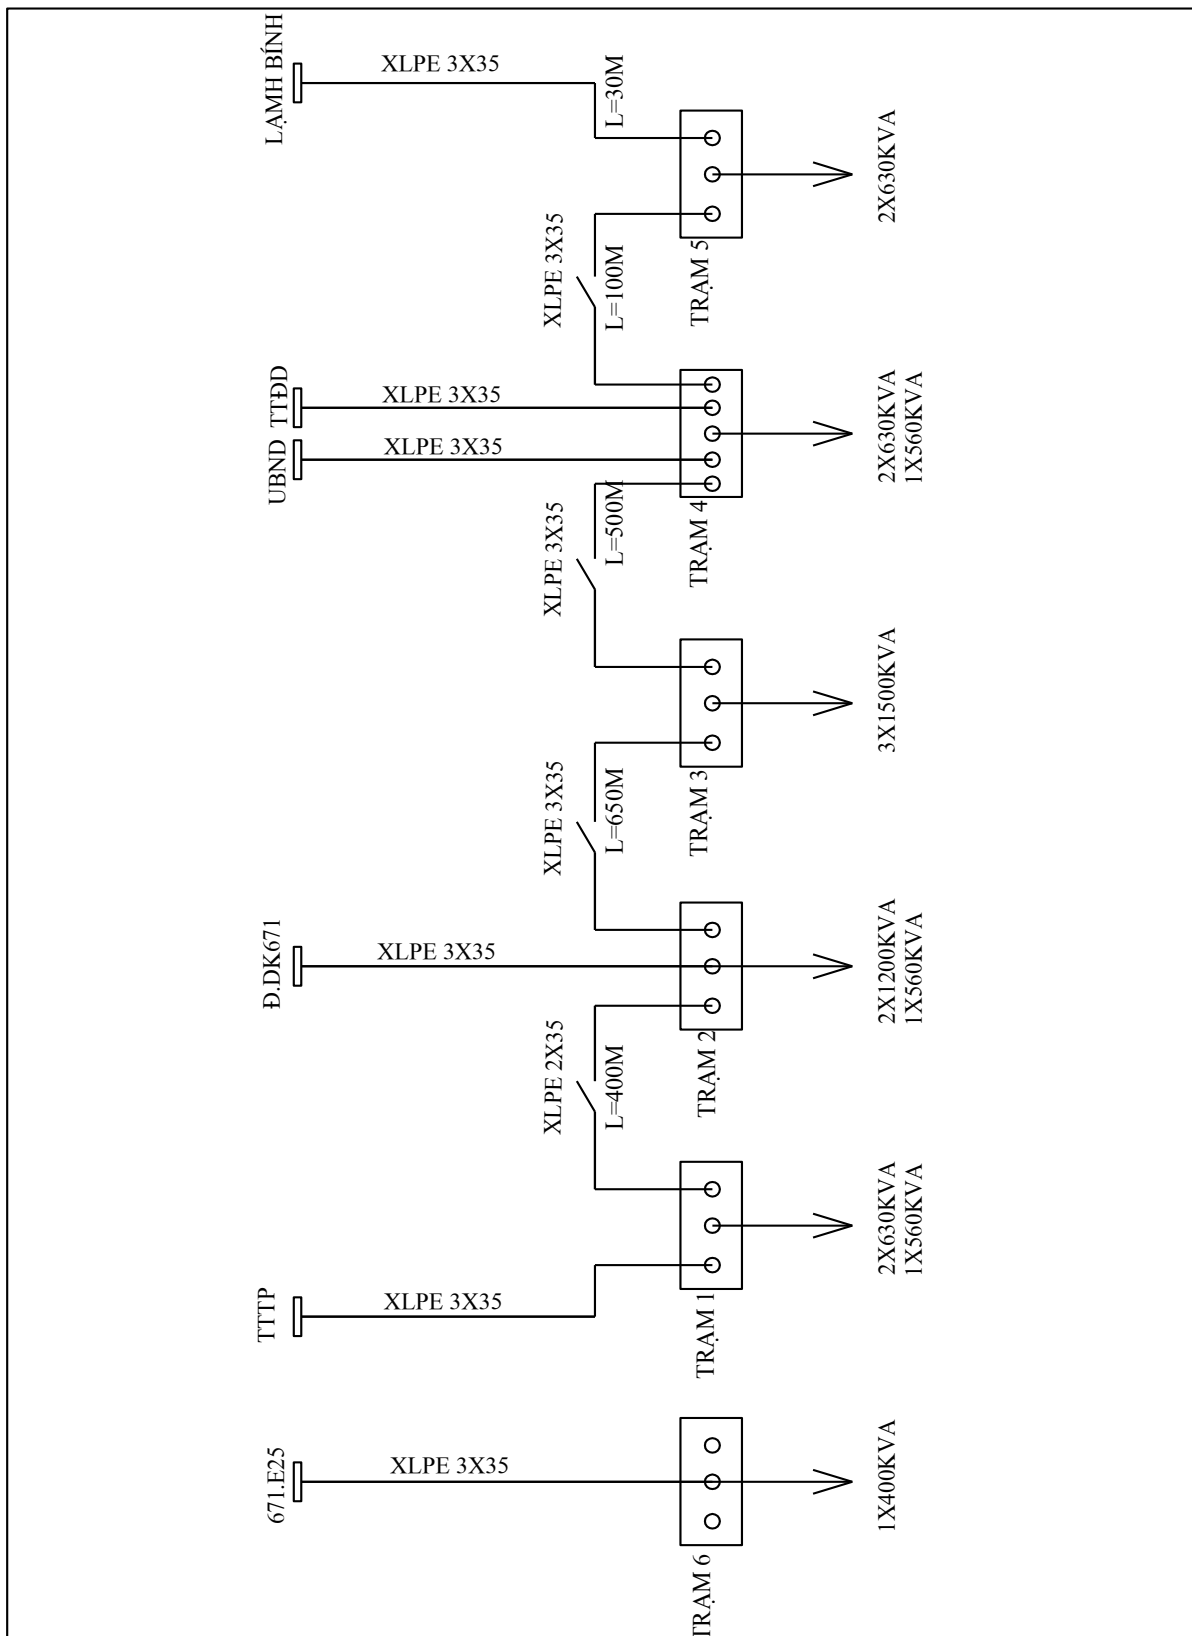 LẠMH BÍNH
XLPE 3X35
L=30M
2X630KVA
TRẠM 5
XLPE 3X35
L=100M
TTĐD
XLPE 3X35
UBND
XLPE 3X35
2X630KVA
1X560KVA
TRẠM 4
XLPE 3X35
L=500M
3X1500KVA
TRẠM 3
XLPE 3X35
L=650M
Đ.DK671
XLPE 3X35
2X1200KVA
1X560KVA
TRẠM 2
XLPE 2X35
L=400M
2X630KVA
1X560KVA
TRẠM 1
TTTP
XLPE 3X35
671.E25
XLPE 3X35
1X400KVA
TRẠM 6